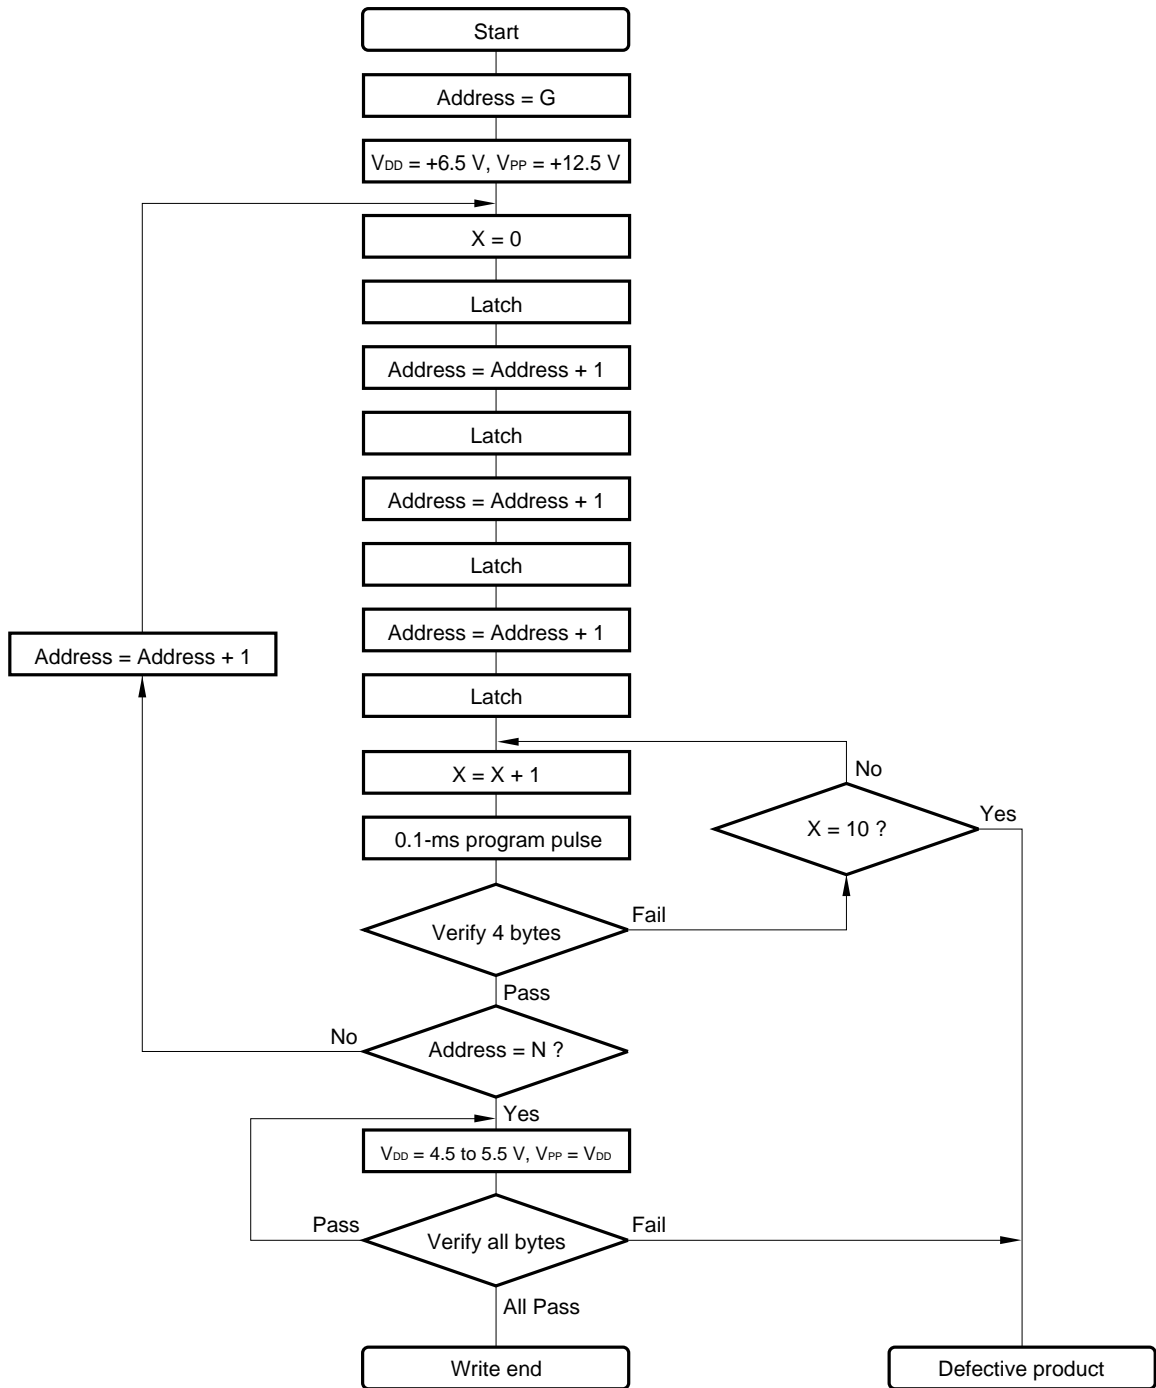 Start
Address = G
VDD = +6.5 V, VPP = +12.5 V
X = 0
Latch
Address = Address + 1
Latch
Address = Address + 1
Latch
Address = Address + 1
Address = Address + 1
Latch
X = X + 1
No
X = 10 ?
Yes
0.1-ms program pulse
Verify 4 bytes
Fail
Pass
No
Address = N ?
Yes
VDD = 4.5 to 5.5 V, VPP = VDD
Pass
Verify all bytes
Fail
All Pass
Write end
Defective product